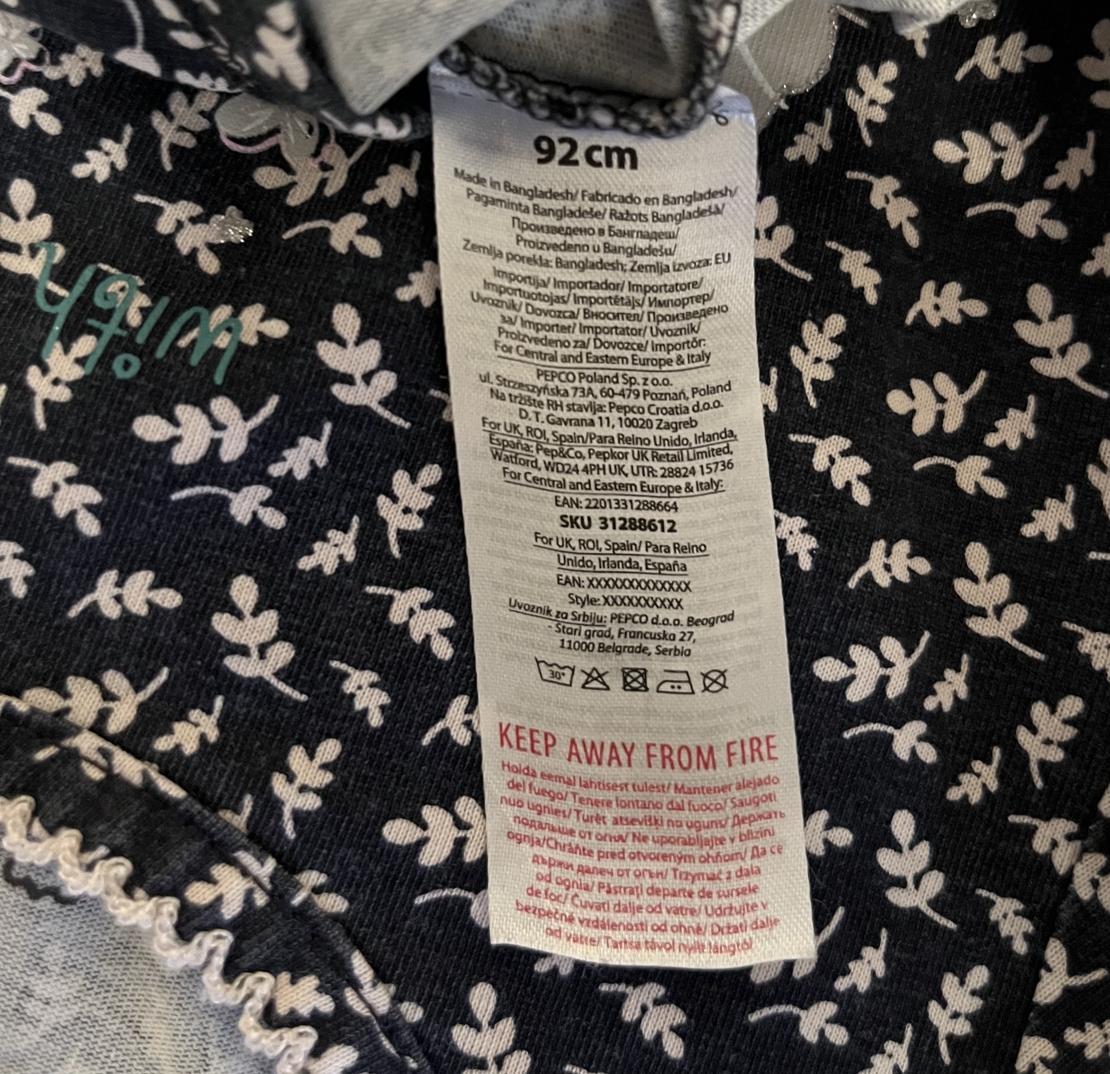 92 cm
Made in Bangladesh/ Fabricado en Bangladesh/
Pagaminta Bangladeše/ Ražots Bangladešā/
Произведено в Бангладеш/
Proizvedeno u Bangladešu/
Zemlja porekla: Bangladesh; Zemlja izvoza: EU
Importija/ Importador/ Importatore/
Importuotojas/ Importētājs/ Импортер/
Uvoznik/ Dovozca/ Вносител/ Произведено
за/ Importer/ Importator/ Uvoznik/
Proizvedeno za/ Dovozce/ Importőr:
For Central and Eastern Europe & Italy
PEPCO Poland Sp. z o.o.
ul. Strzeszyńska 73A, 60-479 Poznań, Poland
Na tržište RH stavlja: Pepco Croatia d.o.o.
D. T. Gavrana 11, 10020 Zagreb
For UK, ROI, Spain/Para Reino Unido, Irlanda,
España: Pep&Co, Pepkor UK Retail Limited,
Watford, WD24 4PH UK, UTR: 28824 15736
For Central and Eastern Europe & Italy:
EAN: 2201331288664
SKU 31288612
For UK, ROI, Spain/ Para Reino
Unido, Irlanda, España
EAN: XXXXXXXXXXXXX
Style: XXXXXXXXXX
Uvoznik za Srbiju: PEPCO d.o.o. Beograd
- Stari grad, Francuska 27,
11000 Belgrade, Serbia
30°
KEEP AWAY FROM FIRE
Hoida eemal lahtisest tulest/ Mantener alejado
del fuego/ Tenere lontano dal fuoco/ Saugoti
nuo ugnies/ Turēt atsevišķi no uguns/ Держать
подальше от огня/ Ne uporabljajte v bližini
ognja/Chráňte pred otvoreným ohňom/ Да се
държи далеч от огън/ Trzymać z dala
od ognia/ Păstrați departe de sursele
de foc/ Čuvati dalje od vatre/ Udržujte v
bezpečné vzdálenosti od ohně/ Držati dalje
od vatre/ Tartsa távol nyílt lángtól